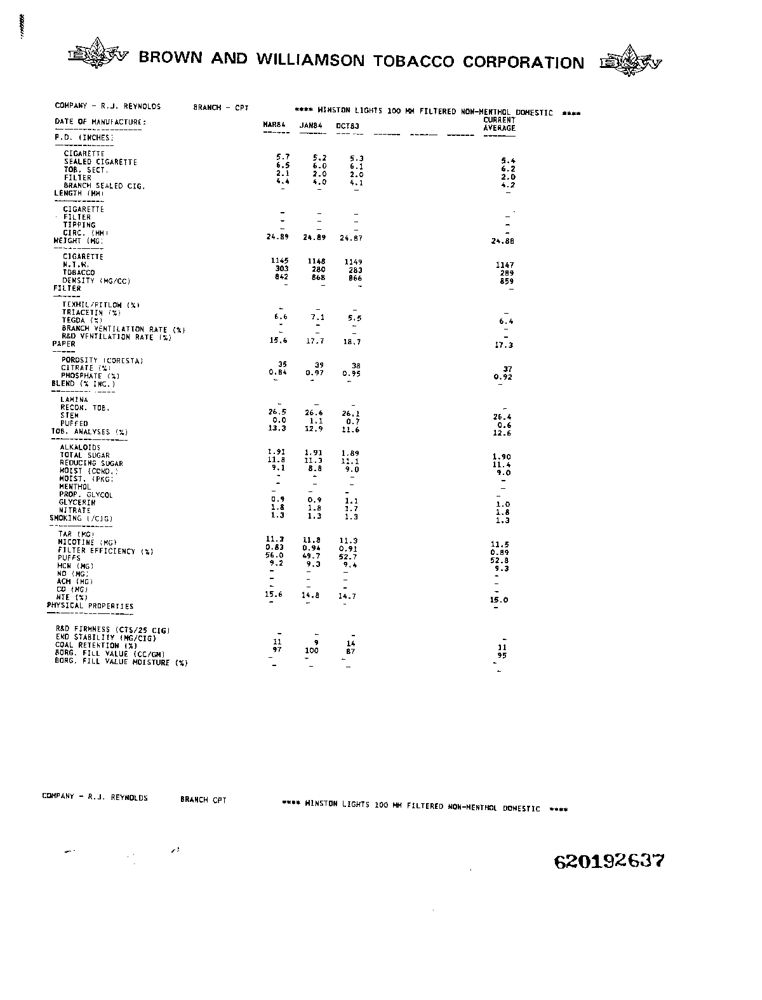 BROWN AND WILLIAMSON TOBACCO CORPORATION
COMPANY - R.J. REYNOLDS BRANCH - CPT **** WINSTON LIGHTS 100 MM FILTERED NON-MENTHOL DOMESTIC ****
DATE OF MANUFACTURE: MAR84 JAN84 OCT83 CURRENT AVERAGE
P.D. (INCHES)
CIGARETTE 5.7 5.2 5.3 5.4
SEALED CIGARETTE 6.5 6.0 6.1 6.2
TOB. SECT. 2.1 2.0 2.0 2.0
FILTER 4.4 4.0 4.1 4.2
BRANCH SEALED CIG. - - - -
LENGTH (MM)
CIGARETTE - - - -
FILTER - - - -
TIPPING - - - -
CIRC. (MM) 24.89 24.89 24.87 24.88
WEIGHT (MG)
CIGARETTE 1145 1148 1149 1147
N.T.W. 303 280 283 289
TOBACCO 842 868 866 859
DENSITY (MG/CC) - - - -
FILTER
TEXHIL/FITLOW (%) - - - -
TRIACETIN (%) 6.6 7.1 5.5 6.4
TEGDA (%) - - - -
BRANCH VENTILATION RATE (%) - - - -
R&D VENTILATION RATE (%) 15.6 17.7 18.7 17.3
PAPER
POROSITY (CORESTA) 35 39 38 37
CITRATE (%) 0.84 0.97 0.95 0.92
PHOSPHATE (%) - - - -
BLEND (% INC.)
LAMINA - - - -
RECON. TOB. 26.5 26.6 26.1 26.4
STEM 0.0 1.1 0.7 0.6
PUFFED 13.3 12.9 11.6 12.6
TOB. ANALYSES (%)
ALKALOIDS 1.91 1.91 1.89 1.90
TOTAL SUGAR 11.8 11.3 11.1 11.4
REDUCING SUGAR 9.1 8.8 9.0 9.0
MOIST (COND.) - - - -
MOIST. (PKG) - - - -
MENTHOL - - - -
PROP. GLYCOL 0.9 0.9 1.1 1.0
GLYCERIN 1.8 1.8 1.7 1.8
NITRATE 1.3 1.3 1.3 1.3
SMOKING (/CIG)
TAR (MG) 11.2 11.8 11.3 11.5
NICOTINE (MG) 0.83 0.94 0.91 0.89
FILTER EFFICIENCY (%) 56.0 49.7 52.7 52.8
PUFFS 9.2 9.3 9.4 9.3
HCN (MG) - - - -
NO (MG) - - - -
ACM (MG) - - - -
CO (MG) 15.6 14.8 14.7 15.0
NTE (%) - - - -
PHYSICAL PROPERTIES
R&D FIRMNESS (CTS/25 CIG) - - - -
END STABILITY (MG/CIG) 11 9 14 11
COAL RETENTION (%) 97 100 87 95
BORG. FILL VALUE (CC/GM) - - - -
BORG. FILL VALUE MOISTURE (%) - - - -
COMPANY - R.J. REYNOLDS BRANCH CPT **** WINSTON LIGHTS 100 MM FILTERED NON-MENTHOL DOMESTIC ****
620192637